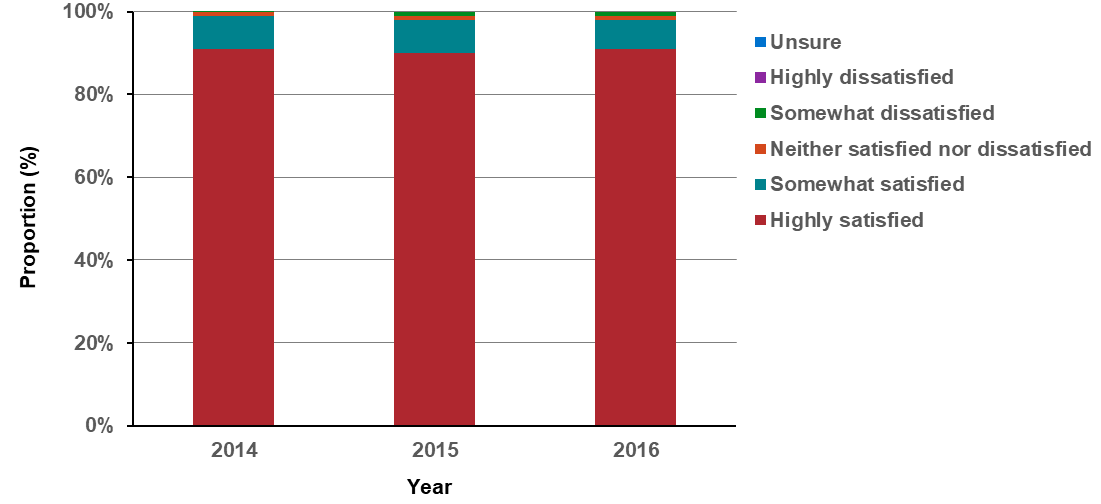 100%
80%
60%
40%
20%
0%
Proportion (%)
2014 2015 2016
Year
Unsure
Highly dissatisfied
Somewhat dissatisfied
Neither satisfied nor dissatisfied
Somewhat satisfied
Highly satisfied